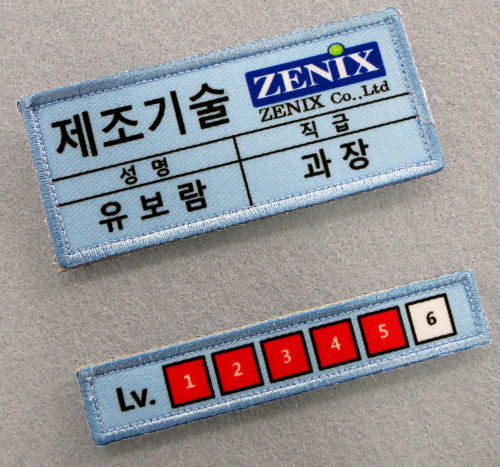 제조기술
ZENIX
ZENIX Co.,Ltd
성 명
직 급
유보람
과장
Lv. 1 2 3 4 5 6